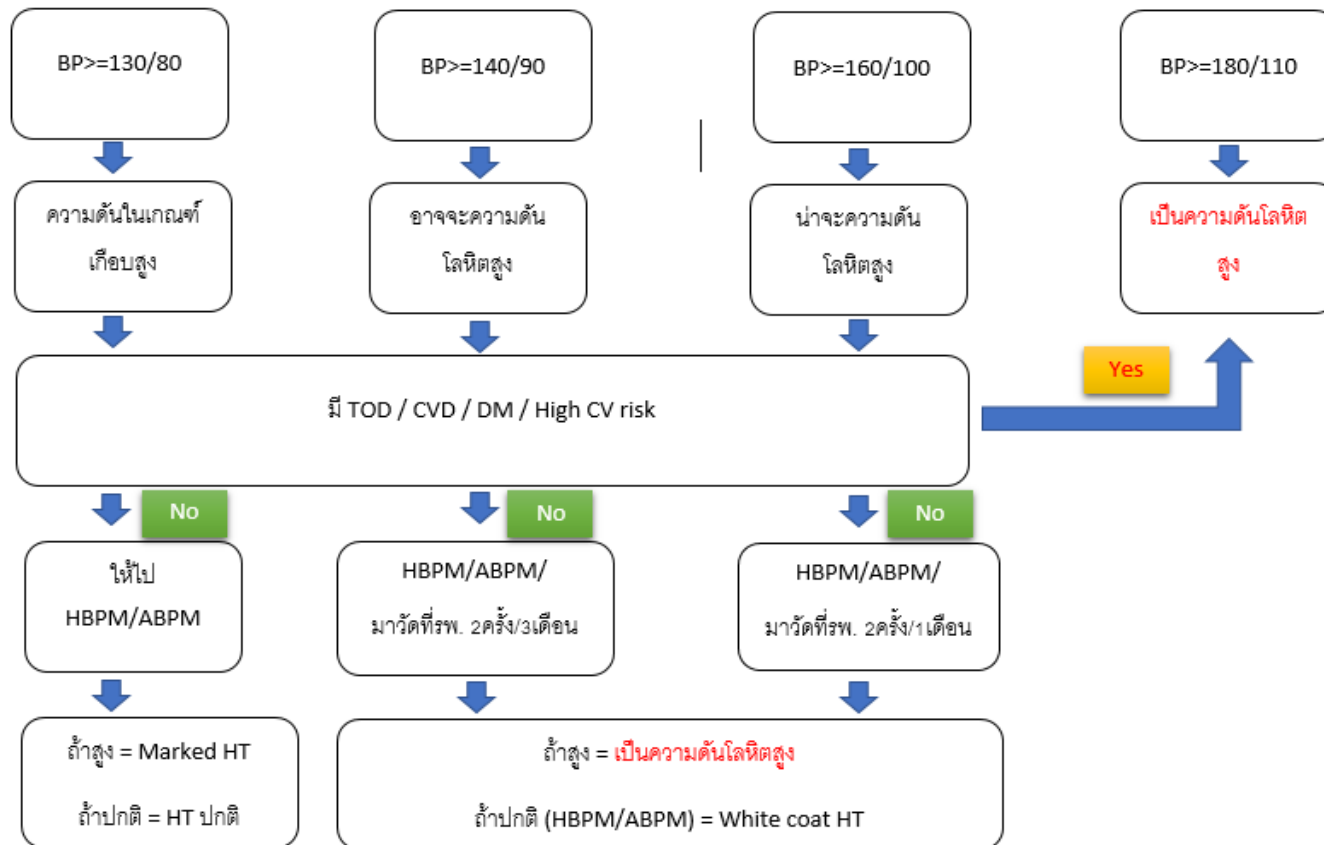 BP>=130/80
BP>=140/90
BP>=160/100
BP>=180/110
ความดันในเกณฑ์
เกือบสูง
อาจจะความดัน
โลหิตสูง
น่าจะความดัน
โลหิตสูง
เป็นความดันโลหิต
สูง
Yes
มี TOD / CVD / DM / High CV risk
No
No
No
ให้ไป
HBPM/ABPM
HBPM/ABPM/
มาวัดที่รพ. 2ครั้ง/3เดือน
HBPM/ABPM/
มาวัดที่รพ. 2ครั้ง/1เดือน
ถ้าสูง = Marked HT
ถ้าปกติ = HT ปกติ
ถ้าสูง = เป็นความดันโลหิตสูง
ถ้าปกติ (HBPM/ABPM) = White coat HT